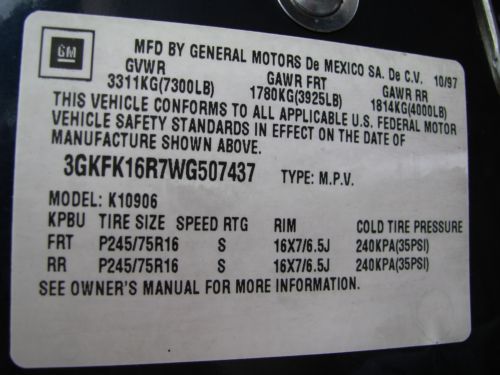 GM
MFD BY GENERAL MOTORS De MEXICO SA. De C.V. 10/97
GVWR GAWR FRT GAWR RR
3311KG(7300LB) 1780KG(3925LB) 1814KG(4000LB)
THIS VEHICLE CONFORMS TO ALL APPLICABLE U.S. FEDERAL MOTOR
VEHICLE SAFETY STANDARDS IN EFFECT ON THE DATE OF
MANUFACTURE SHOWN ABOVE.
3GKFK16R7WG507437 TYPE: M.P.V.
MODEL: K10906
KPBU TIRE SIZE SPEED RTG RIM COLD TIRE PRESSURE
FRT P245/75R16 S 16X7/6.5J 240KPA(35PSI)
RR P245/75R16 S 16X7/6.5J 240KPA(35PSI)
SEE OWNER'S MANUAL FOR MORE INFORMATION.